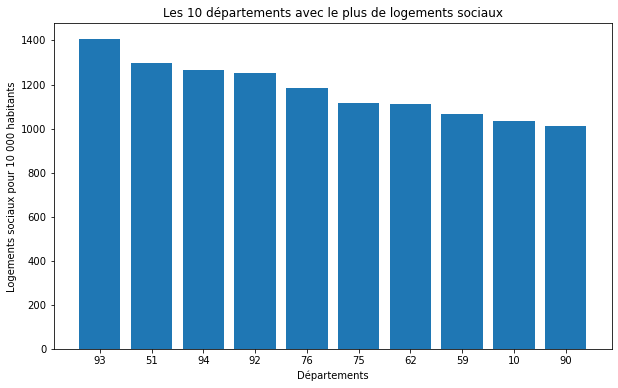 Les 10 départements avec le plus de logements sociaux
Logements sociaux pour 10 000 habitants
1400
1200
1000
800
600
400
200
0
93 51 94 92 76 75 62 59 10 90
Départements